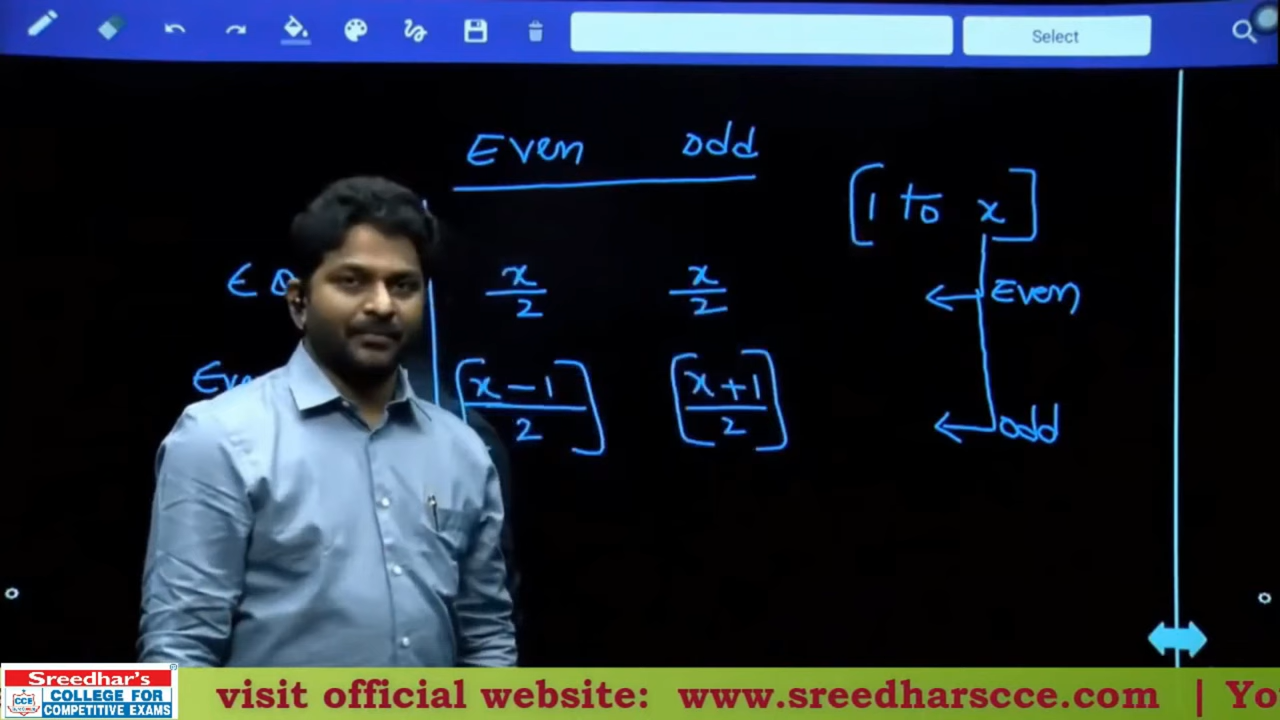 Select
Even odd
[1 to x]
x/2 x/2
Even
[x-1/2] [x+1/2]
odd
Sreedhar's
CCE
COLLEGE FOR
COMPETITIVE EXAMS
visit official website: www.sreedharscce.com | Yo